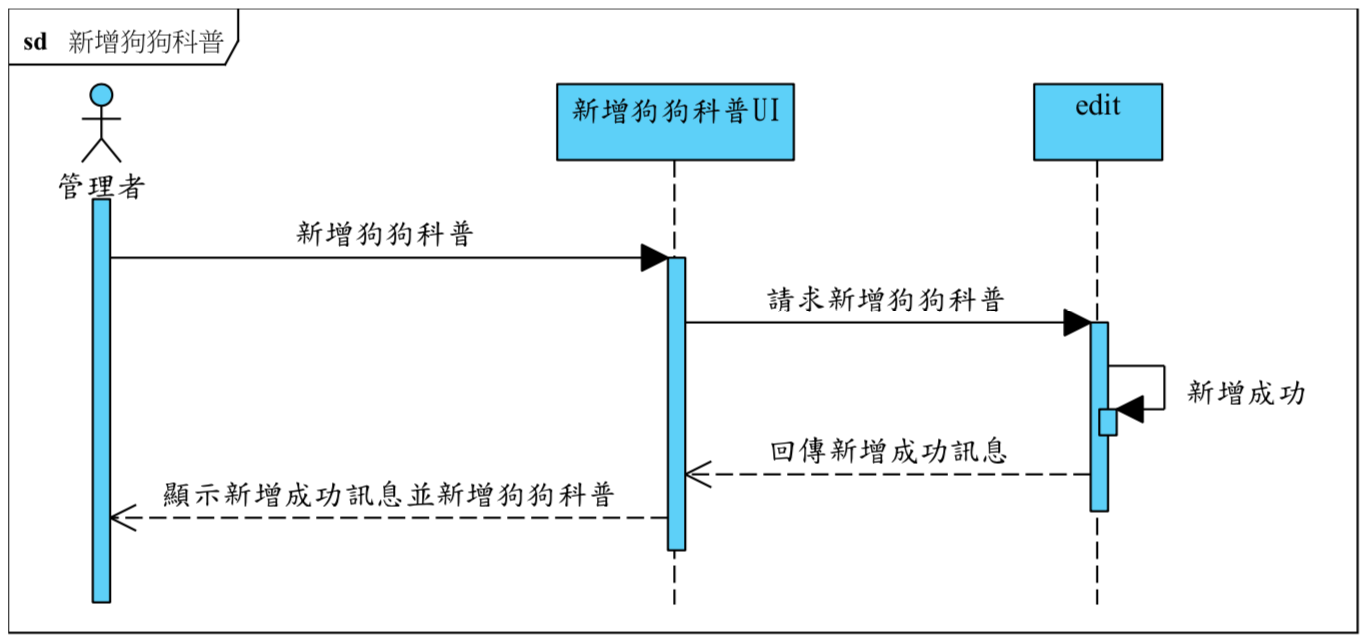 sd 新增狗狗科普
管理者
新增狗狗科普UI
edit
新增狗狗科普
請求新增狗狗科普
新增成功
回傳新增成功訊息
顯示新增成功訊息並新增狗狗科普